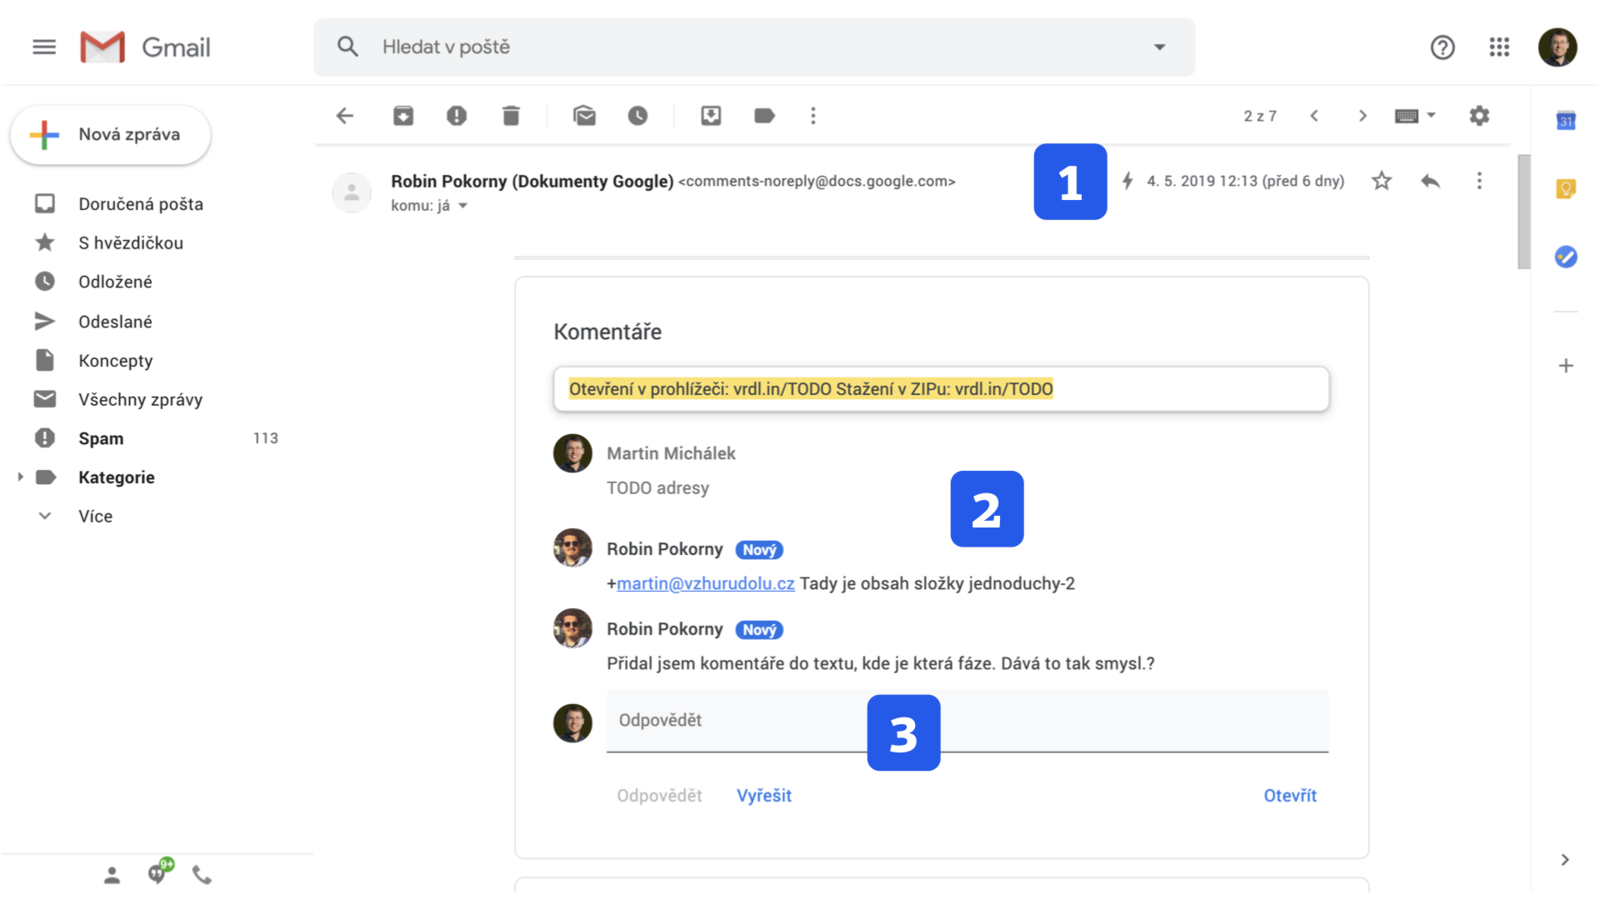 Gmail
Hledat v poště
Nová zpráva
2 z 7
31
Robin Pokorny (Dokumenty Google) <comments-noreply@docs.google.com>
1
4. 5. 2019 12:13 (před 6 dny)
komu: já
Doručená pošta
S hvězdičkou
Odložené
Odeslané
Koncepty
Všechny zprávy
Spam 113
Kategorie
Více
Komentáře
Otevření v prohlížeči: vrdl.in/TODO Stažení v ZIPu: vrdl.in/TODO
Martin Michálek
TODO adresy
2
Robin Pokorny Nový
+martin@vzhurudolu.cz Tady je obsah složky jednoduchy-2
Robin Pokorny Nový
Přidal jsem komentáře do textu, kde je která fáze. Dává to tak smysl.?
Odpovědět
3
Odpovědět Vyřešit Otevřít
9+